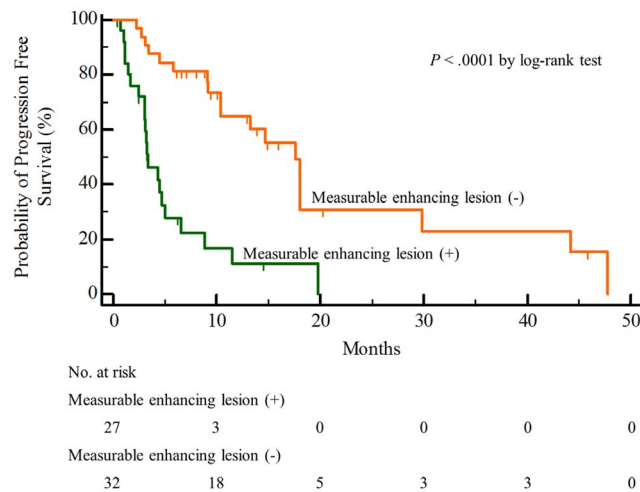 100
80
60
40
20
0
Probability of Progression Free
Survival (%)
P < .0001 by log-rank test
Measurable enhancing lesion (-)
Measurable enhancing lesion (+)
0 10 20 30 40 50
Months
No. at risk
Measurable enhancing lesion (+)
27 3 0 0 0 0
Measurable enhancing lesion (-)
32 18 5 3 3 0